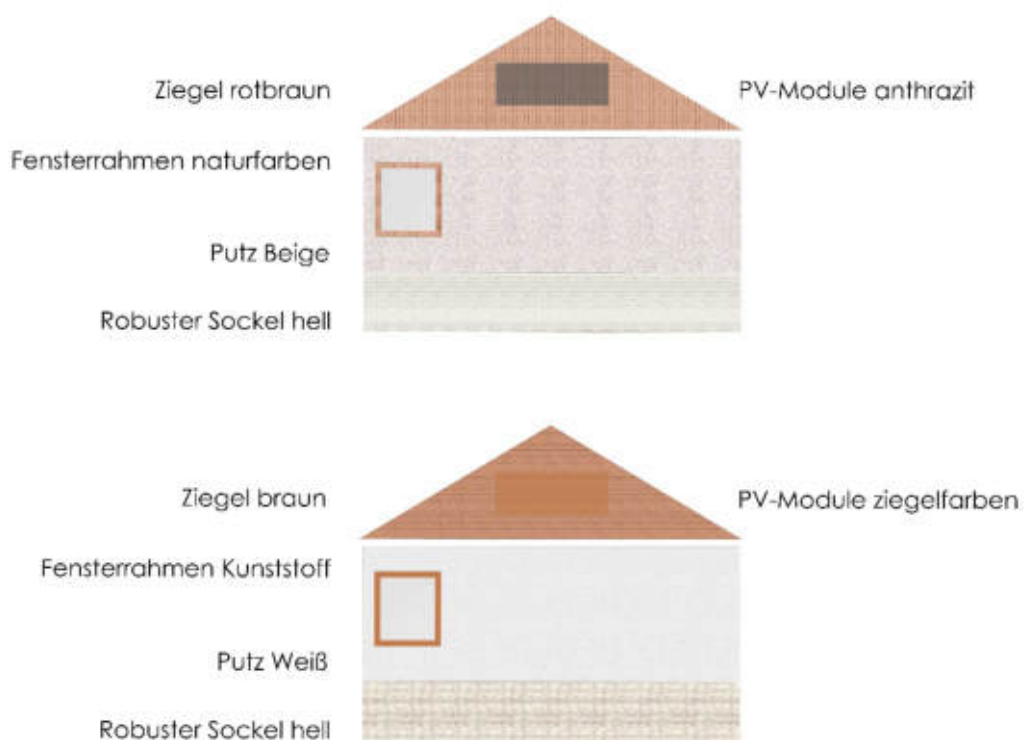 Ziegel rotbraun
PV-Module anthrazit
Fensterrahmen naturfarben
Putz Beige
Robuster Sockel hell
Ziegel braun
PV-Module ziegelfarben
Fensterrahmen Kunststoff
Putz Weiß
Robuster Sockel hell